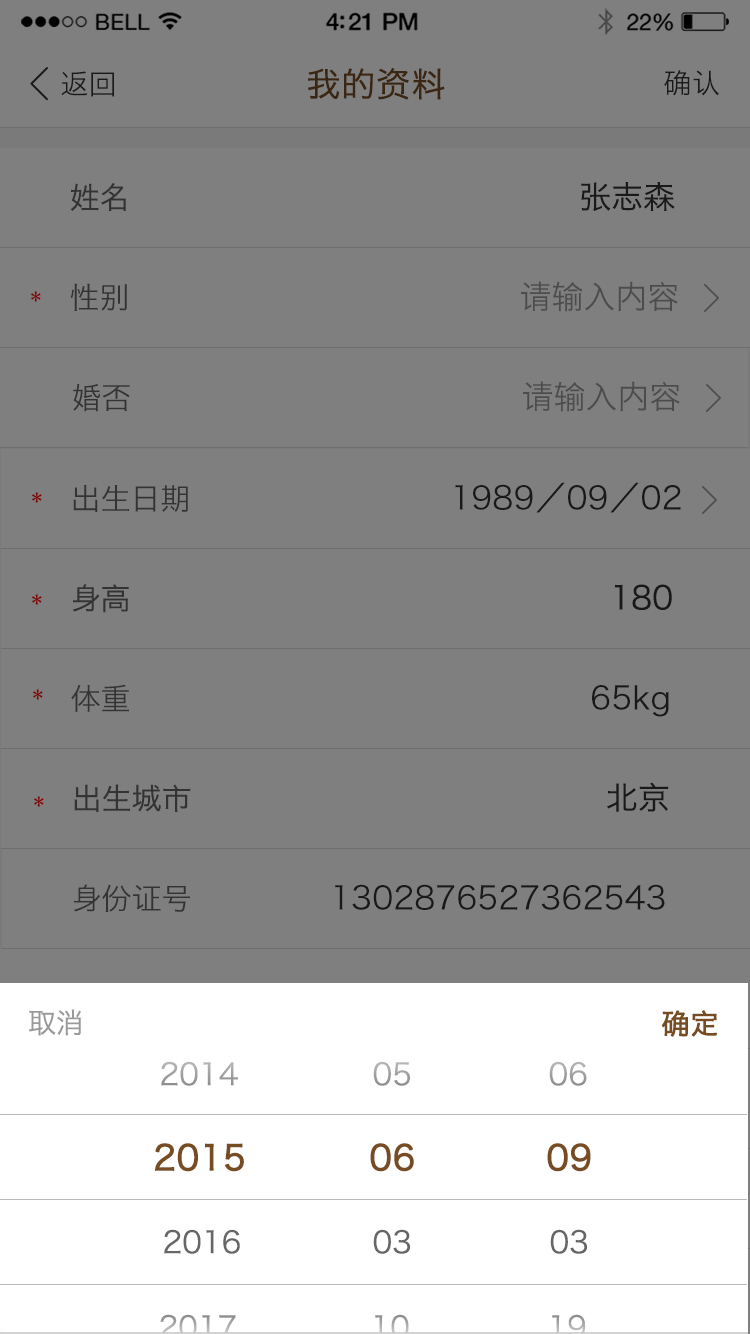 BELL 4:21 PM 22%
返回 我的资料 确认
姓名 张志森
* 性别 请输入内容
婚否 请输入内容
* 出生日期 1989／09／02
* 身高 180
* 体重 65kg
* 出生城市 北京
身份证号 1302876527362543
取消 确定
2014 05 06
2015 06 09
2016 03 03
2017 10 19